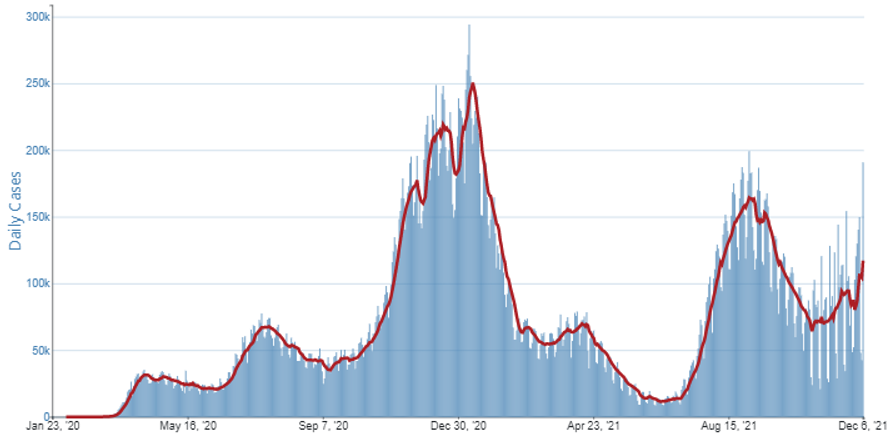 300k
250k
200k
150k
100k
50k
0
Daily Cases
Jan 23, '20 May 16, '20 Sep 7, '20 Dec 30, '20 Apr 23, '21 Aug 15, '21 Dec 6, '21